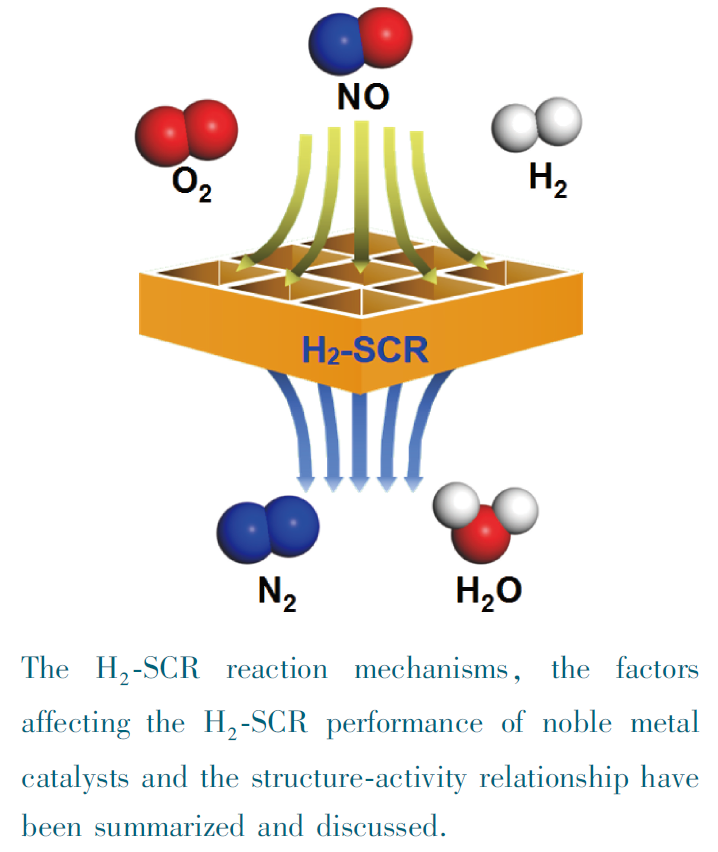 NO
O₂
H₂
H₂-SCR
N₂
H₂O
The H₂-SCR reaction mechanisms, the factors
affecting the H₂-SCR performance of noble metal
catalysts and the structure-activity relationship have
been summarized and discussed.